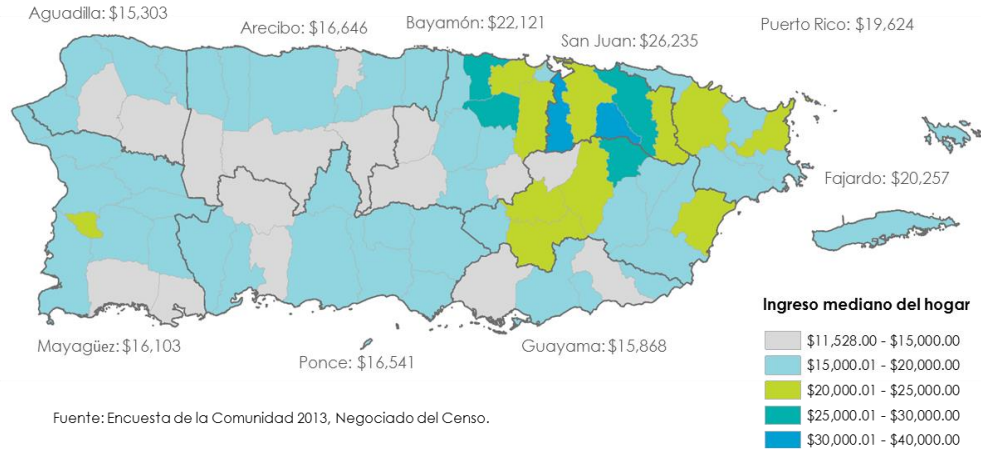 Aguadilla: $15,303
Arecibo: $16,646
Bayamón: $22,121
San Juan: $26,235
Puerto Rico: $19,624
Fajardo: $20,257
Mayagüez: $16,103
Ponce: $16,541
Guayama: $15,868
Ingreso mediano del hogar
$11,528.00 - $15,000.00
$15,000.01 - $20,000.00
$20,000.01 - $25,000.00
$25,000.01 - $30,000.00
$30,000.01 - $40,000.00
Fuente: Encuesta de la Comunidad 2013, Negociado del Censo.